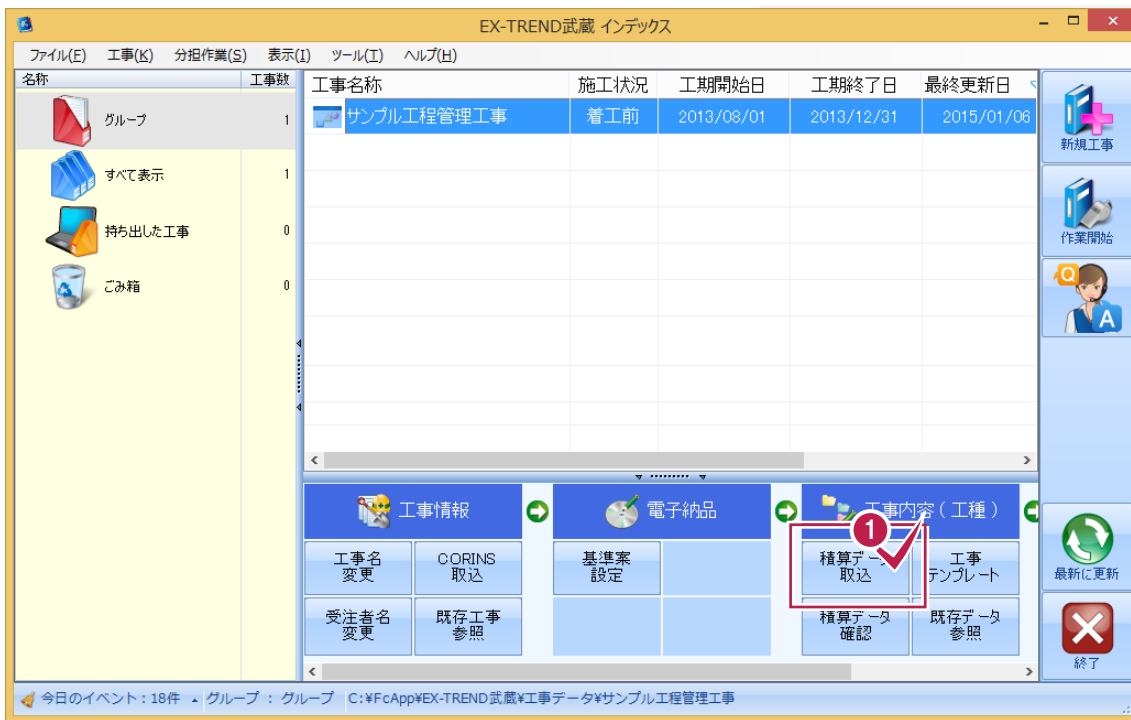 EX-TREND武蔵 インデックス
ファイル(F) 工事(K) 分担作業(S) 表示(I) ツール(T) ヘルプ(H)
名称 工事数
グループ 1
すべて表示 1
持ち出した工事 0
ごみ箱 0
工事名称 施工状況 工期開始日 工期終了日 最終更新日
サンプル工程管理工事 着工前 2013/08/01 2013/12/31 2015/01/06
新規工事
作業開始
Q
A
最新に更新
終了
工事情報 電子納品 工事内容(工種)
1
工事名
変更
CORINS
取込
基準案
設定
積算データ
取込
工事
テンプレート
受注者名
変更
既存工事
参照
積算データ
確認
既存データ
参照
今日のイベント:18件 グループ : グループ C:¥FcApp¥EX-TREND武蔵¥工事データ¥サンプル工程管理工事